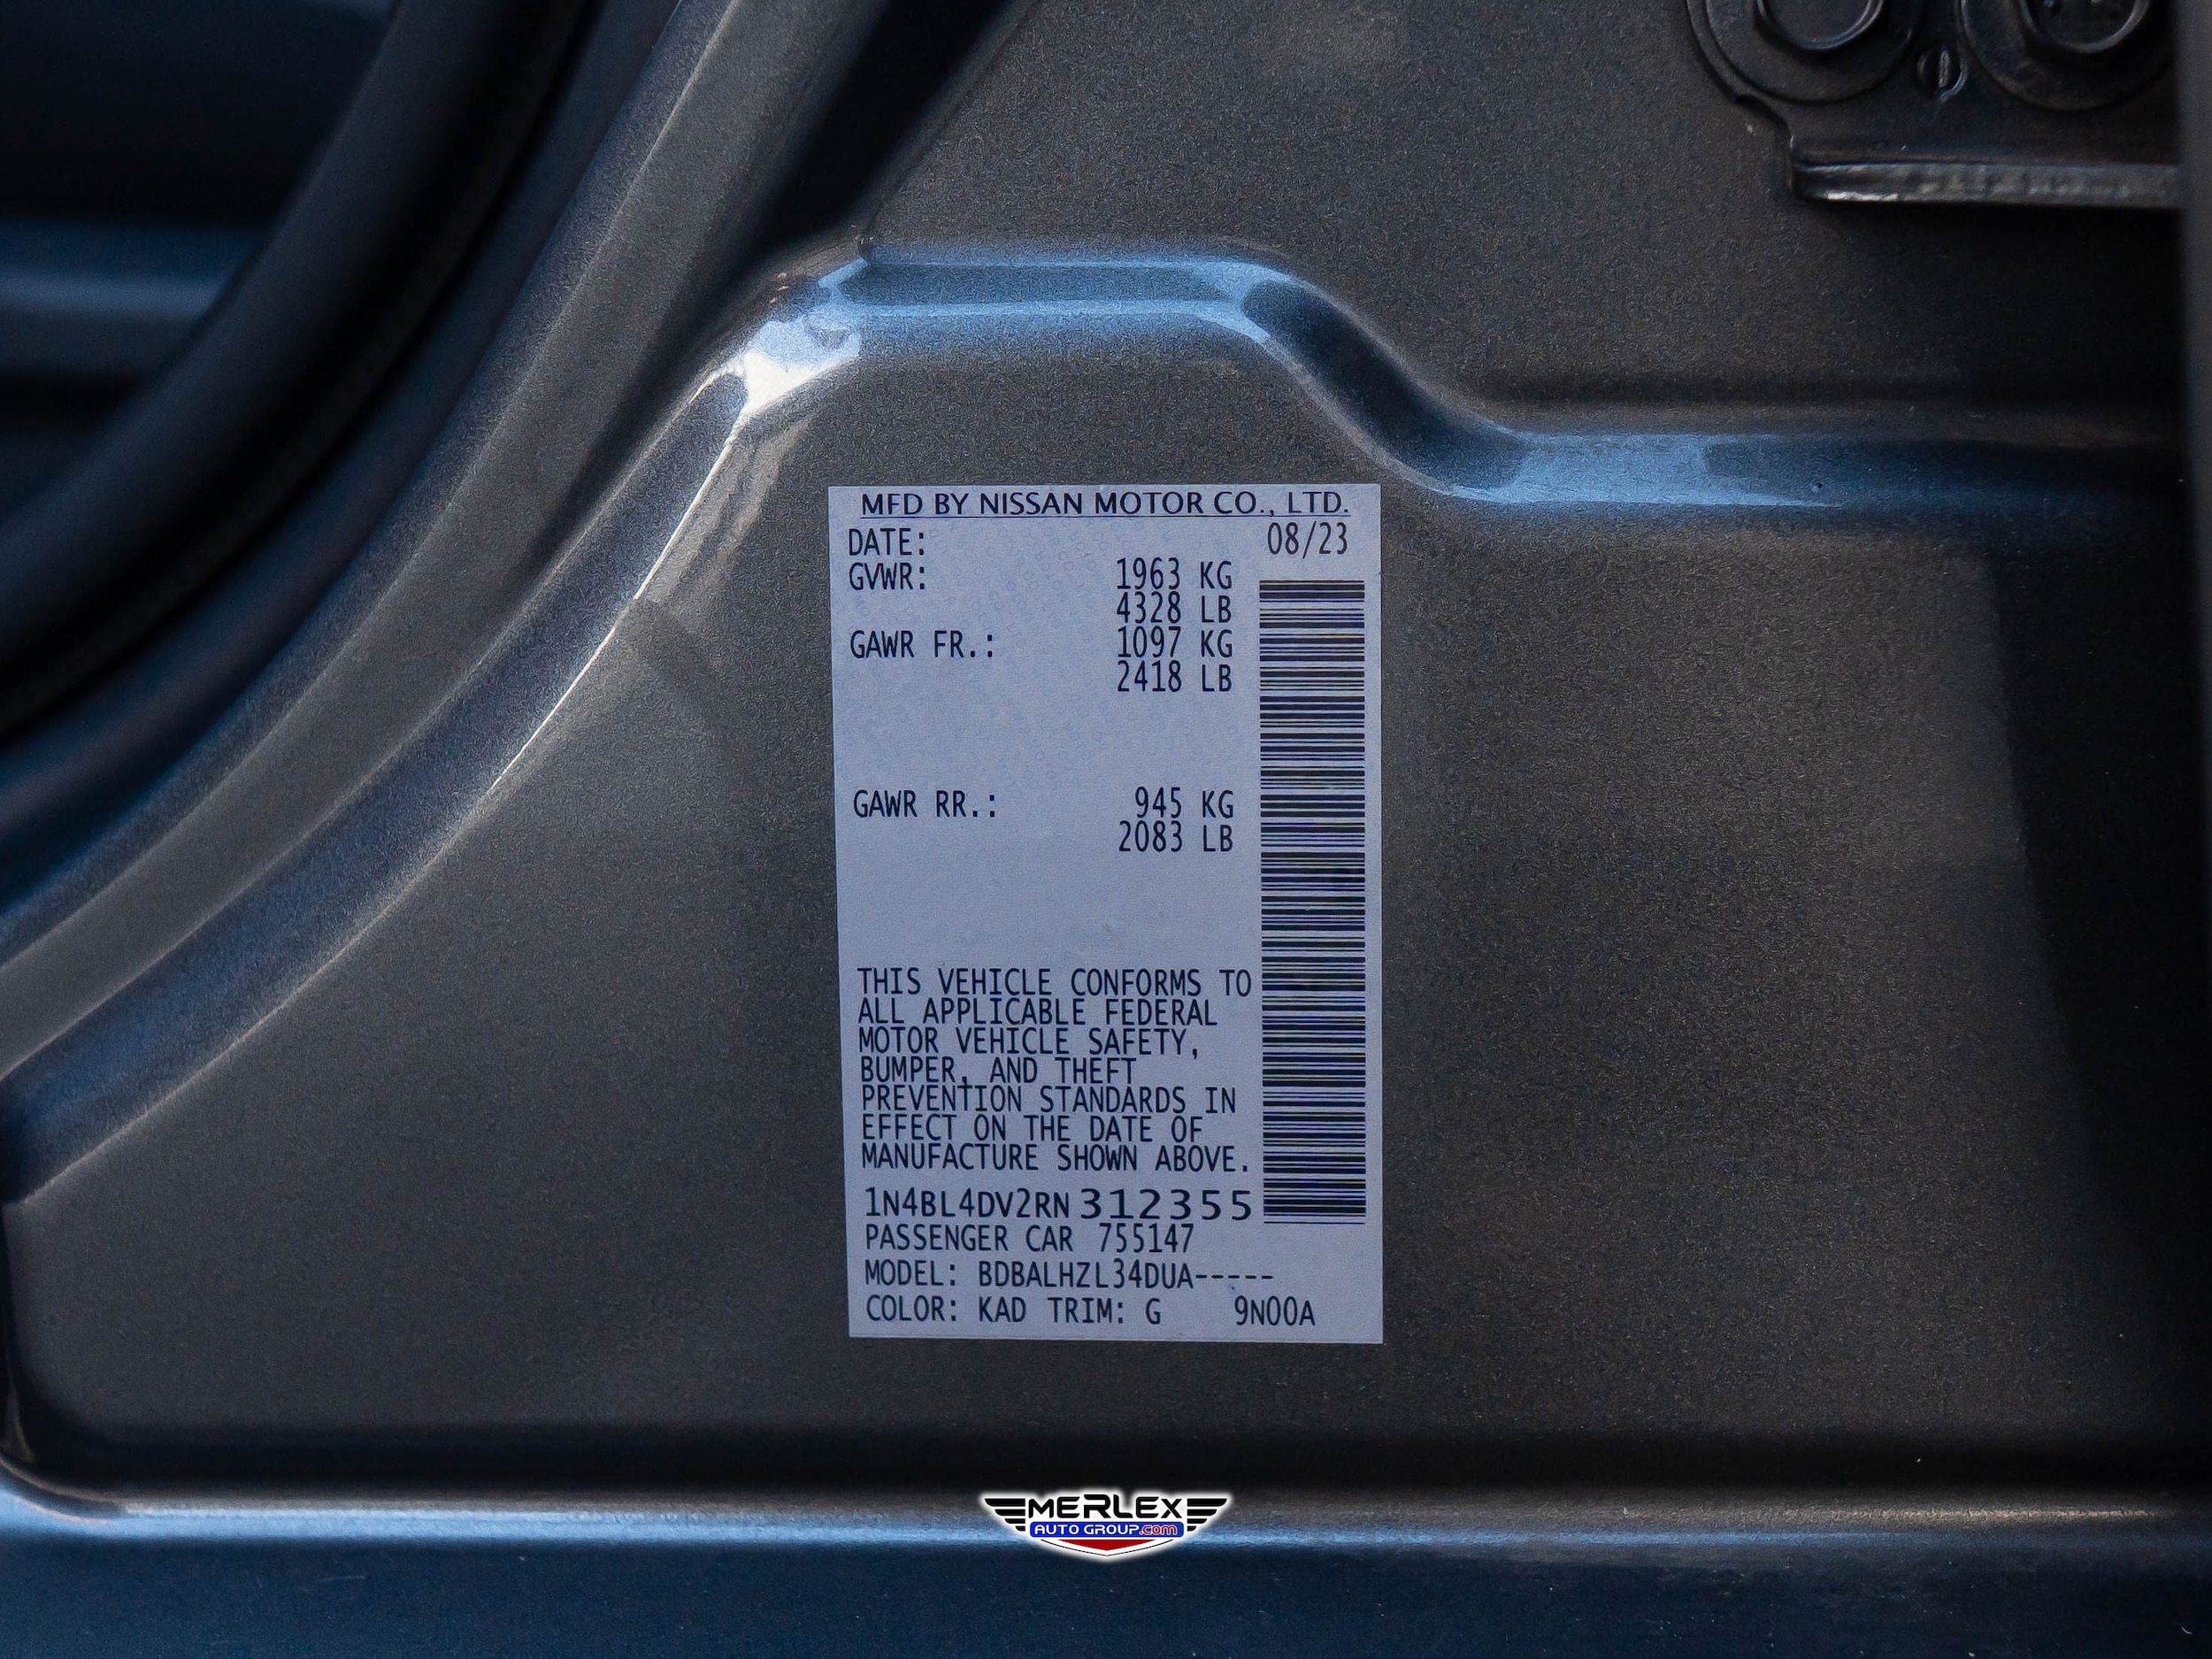 MFD BY NISSAN MOTOR CO., LTD.
DATE: 08/23
GVWR: 1963 KG
4328 LB
GAWR FR.: 1097 KG
2418 LB
GAWR RR.: 945 KG
2083 LB
THIS VEHICLE CONFORMS TO
ALL APPLICABLE FEDERAL
MOTOR VEHICLE SAFETY,
BUMPER, AND THEFT
PREVENTION STANDARDS IN
EFFECT ON THE DATE OF
MANUFACTURE SHOWN ABOVE.
1N4BL4DV2RN312355
PASSENGER CAR 755147
MODEL: BDBALHZL34DUA-----
COLOR: KAD TRIM: G 9N00A
MERLEX
AUTO GROUP.com